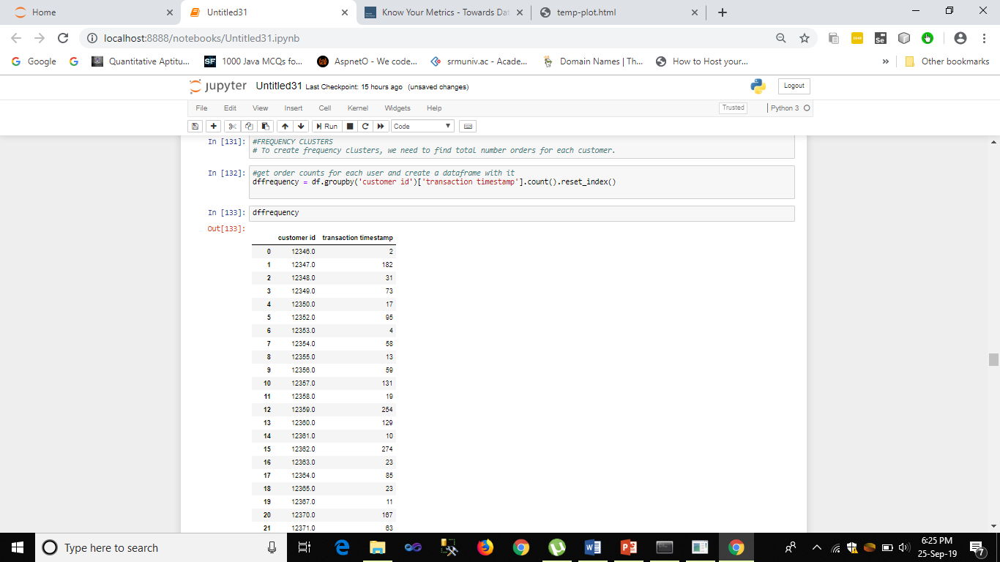 Home
Untitled31
Know Your Metrics - Towards Dat
temp-plot.html
localhost:8888/notebooks/Untitled31.ipynb
Google
Quantitative Aptitu...
SF 1000 Java MCQs fo...
AspnetO - We code...
srmuniv.ac - Acade...
Domain Names | Th...
How to Host your...
»
Other bookmarks
jupyter Untitled31 Last Checkpoint: 15 hours ago (unsaved changes)
Logout
File Edit View Insert Cell Kernel Widgets Help
Trusted
Python 3
Run
Code
In [131]: #FREQUENCY CLUSTERS
# To create frequency clusters, we need to find total number orders for each customer.
In [132]: #get order counts for each user and create a dataframe with it
dffrequency = df.groupby('customer id')['transaction timestamp'].count().reset_index()
In [133]: dffrequency
Out[133]:
customer id transaction timestamp
0 12346.0 2
1 12347.0 182
2 12348.0 31
3 12349.0 73
4 12350.0 17
5 12352.0 95
6 12353.0 4
7 12354.0 58
8 12355.0 13
9 12356.0 59
10 12357.0 131
11 12358.0 19
12 12359.0 254
13 12360.0 129
14 12361.0 10
15 12362.0 274
16 12363.0 23
17 12364.0 85
18 12365.0 23
19 12367.0 11
20 12370.0 167
21 12371.0 63
Type here to search
6:25 PM
25-Sep-19
7